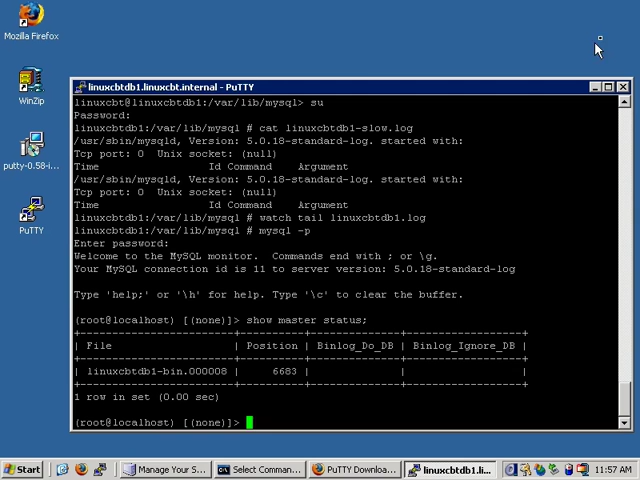 Mozilla Firefox
WinZip
putty-0.58-i...
PuTTY
linuxcbtdb1.linuxcbt.internal - PuTTY
linuxcbt@linuxcbtdb1:/var/lib/mysql> su
Password:
linuxcbtdb1:/var/lib/mysql # cat linuxcbtdb1-slow.log
/usr/sbin/mysqld, Version: 5.0.18-standard-log. started with:
Tcp port: 0  Unix socket: (null)
Time                 Id Command    Argument
/usr/sbin/mysqld, Version: 5.0.18-standard-log. started with:
Tcp port: 0  Unix socket: (null)
Time                 Id Command    Argument
linuxcbtdb1:/var/lib/mysql # watch tail linuxcbtdb1.log
linuxcbtdb1:/var/lib/mysql # mysql -p
Enter password:
Welcome to the MySQL monitor.  Commands end with ; or \g.
Your MySQL connection id is 11 to server version: 5.0.18-standard-log
Type 'help;' or '\h' for help. Type '\c' to clear the buffer.
(root@localhost) [(none)]> show master status;
+------------------------+----------+--------------+------------------+
| File                   | Position | Binlog_Do_DB | Binlog_Ignore_DB |
+------------------------+----------+--------------+------------------+
| linuxcbtdb1-bin.000008 |     6683 |              |                  |
+------------------------+----------+--------------+------------------+
1 row in set (0.00 sec)
(root@localhost) [(none)]>
Start
Manage Your S...
Select Comman...
PuTTY Downloa...
linuxcbtdb1.li...
11:57 AM